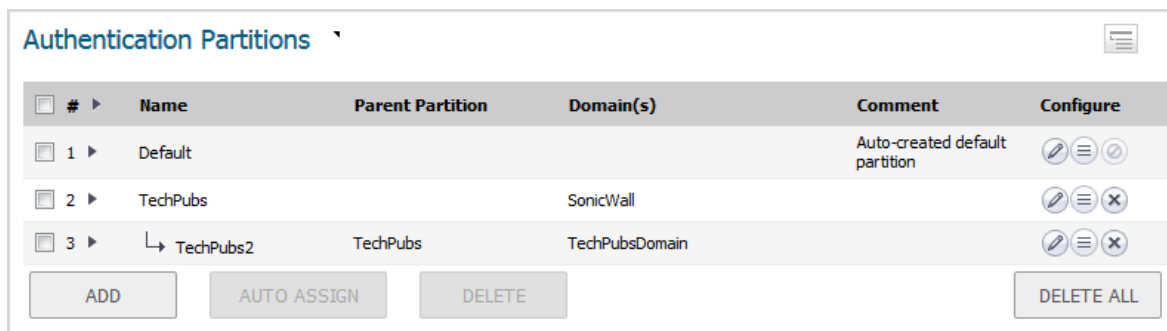 Authentication Partitions
# Name Parent Partition Domain(s) Comment Configure
1 Default Auto-created default
partition
2 TechPubs SonicWall
3 TechPubs2 TechPubs TechPubsDomain
ADD AUTO ASSIGN DELETE DELETE ALL